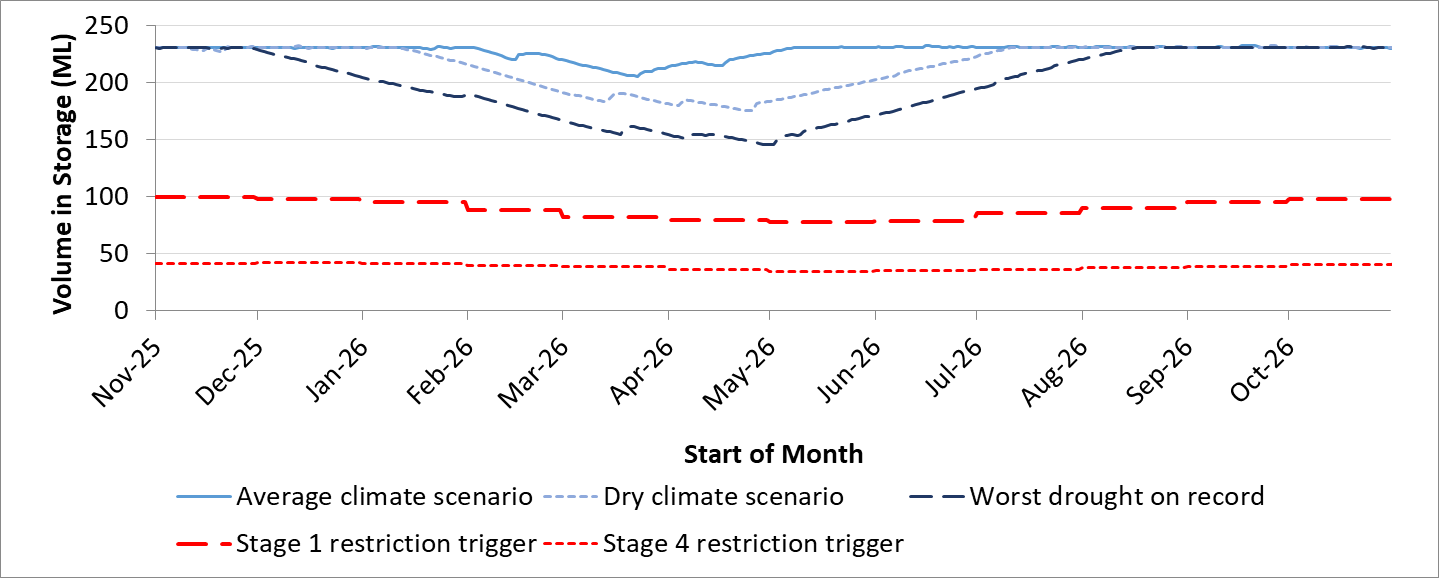 Volume in Storage (ML)
250
200
150
100
50
0
Nov-25
Dec-25
Jan-26
Feb-26
Mar-26
Apr-26
May-26
Jun-26
Jul-26
Aug-26
Sep-26
Oct-26
Start of Month
Average climate scenario
Dry climate scenario
Worst drought on record
Stage 1 restriction trigger
Stage 4 restriction trigger